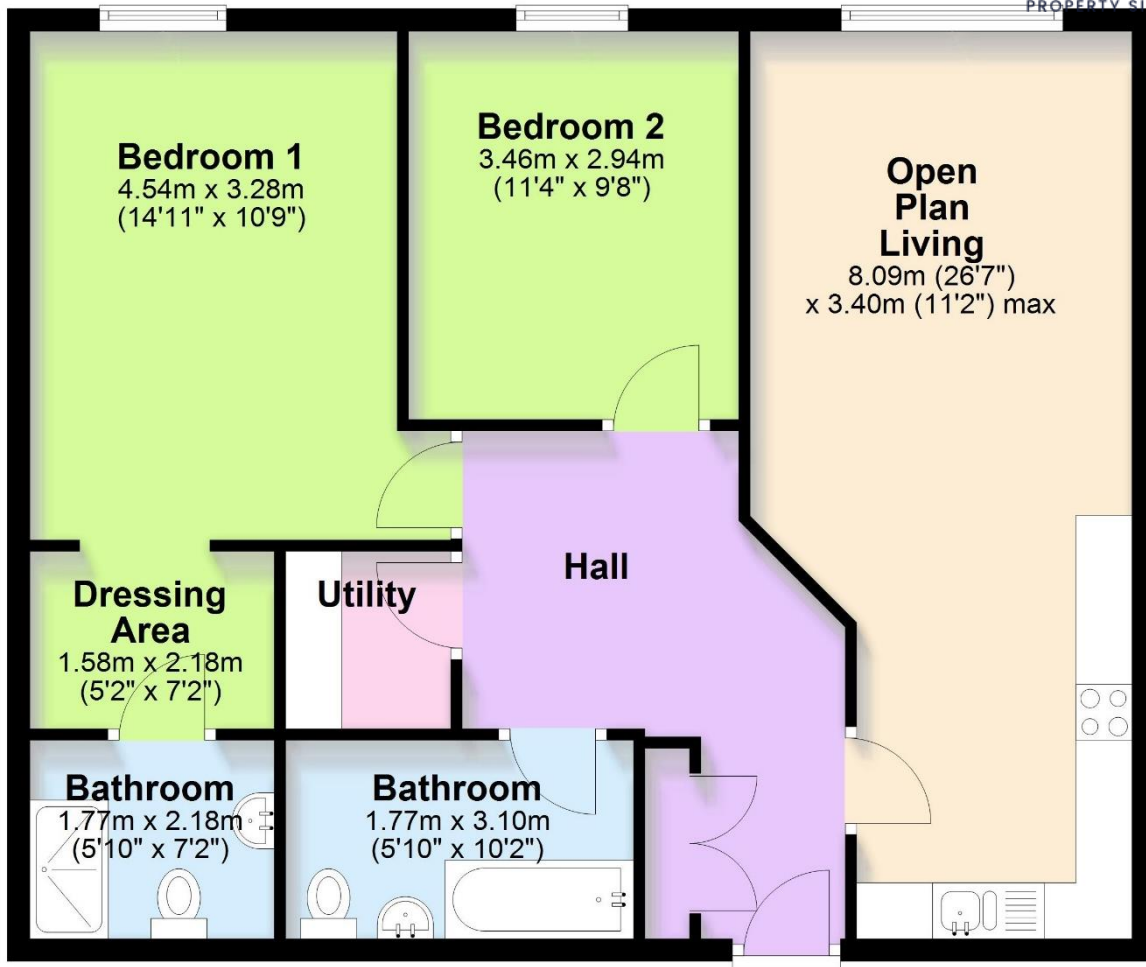 PROPERTY
Bedroom 1
4.54m x 3.28m
(14'11" x 10'9")
Bedroom 2
3.46m x 2.94m
(11'4" x 9'8")
Open
Plan
Living
8.09m (26'7")
x 3.40m (11'2") max
Hall
Utility
Dressing
Area
1.58m x 2.18m
(5'2" x 7'2")
Bathroom
1.77m x 2.18m
(5'10" x 7'2")
Bathroom
1.77m x 3.10m
(5'10" x 10'2")